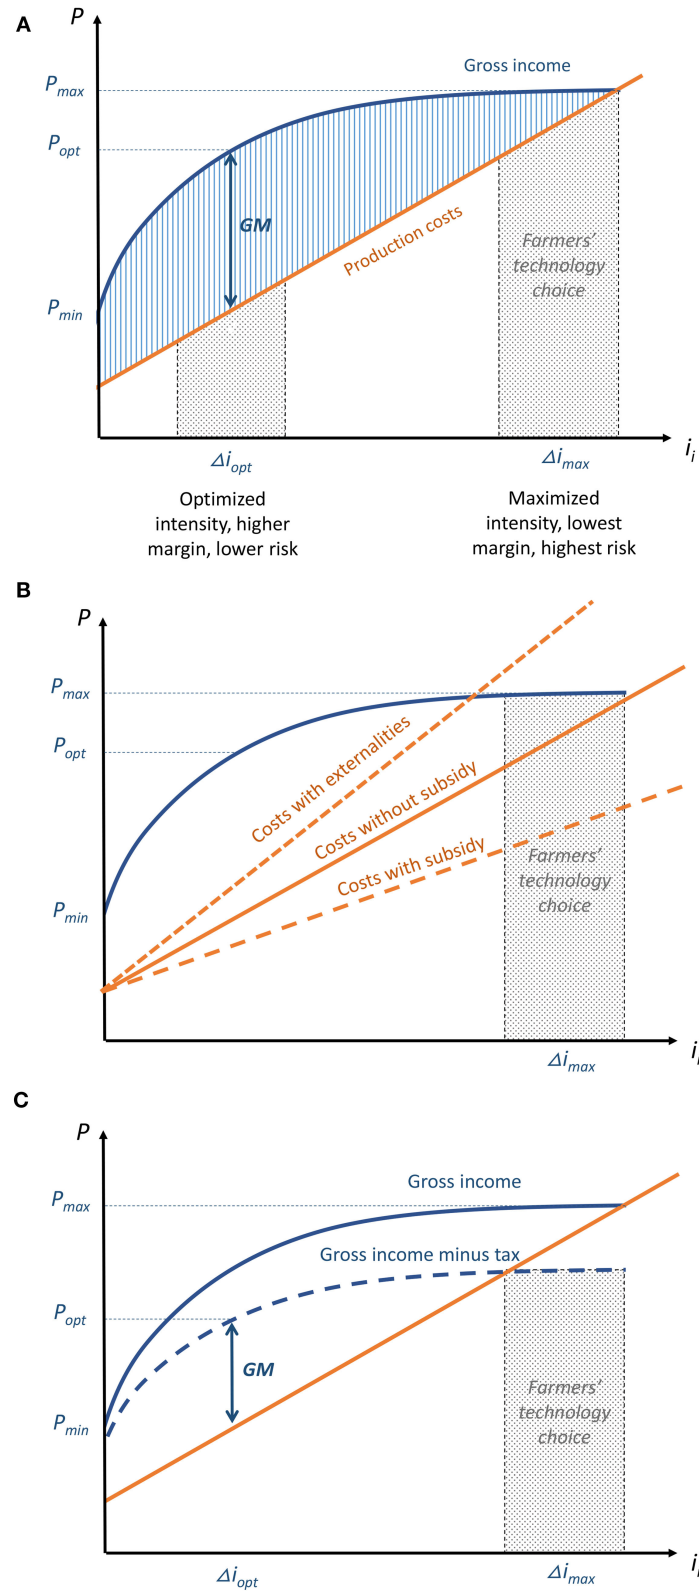 A
P
Gross income
Pmax
Popt
GM
Production costs
Farmers'
technology
choice
Pmin
Δiopt
Δimax
ii
Optimized
intensity, higher
margin, lower risk
Maximized
intensity, lowest
margin, highest risk
B
P
Pmax
Popt
Costs with externalities
Costs without subsidy
Costs with subsidy
Farmers'
technology
choice
Pmin
Δimax
C
P
Gross income
Pmax
Gross income minus tax
Popt
GM
Farmers'
technology
choice
Pmin
Δiopt
Δimax